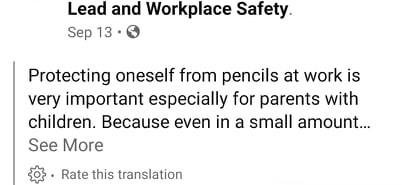 Lead and Workplace Safety.
Sep 13 •
Protecting oneself from pencils at work is
very important especially for parents with
children. Because even in a small amount...
See More
• Rate this translation